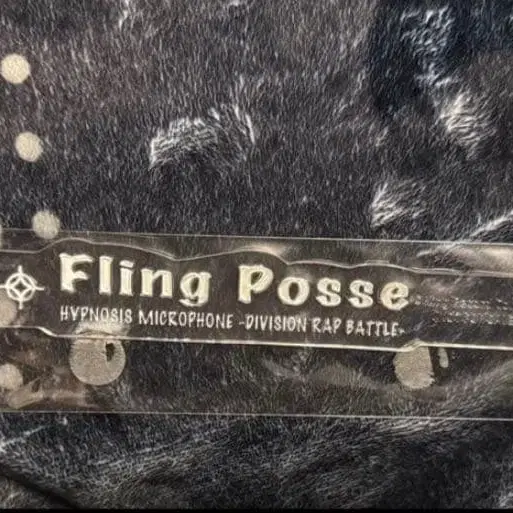 Fling Posse
HYPNOSIS MICROPHONE -DIVISION RAP BATTLE-